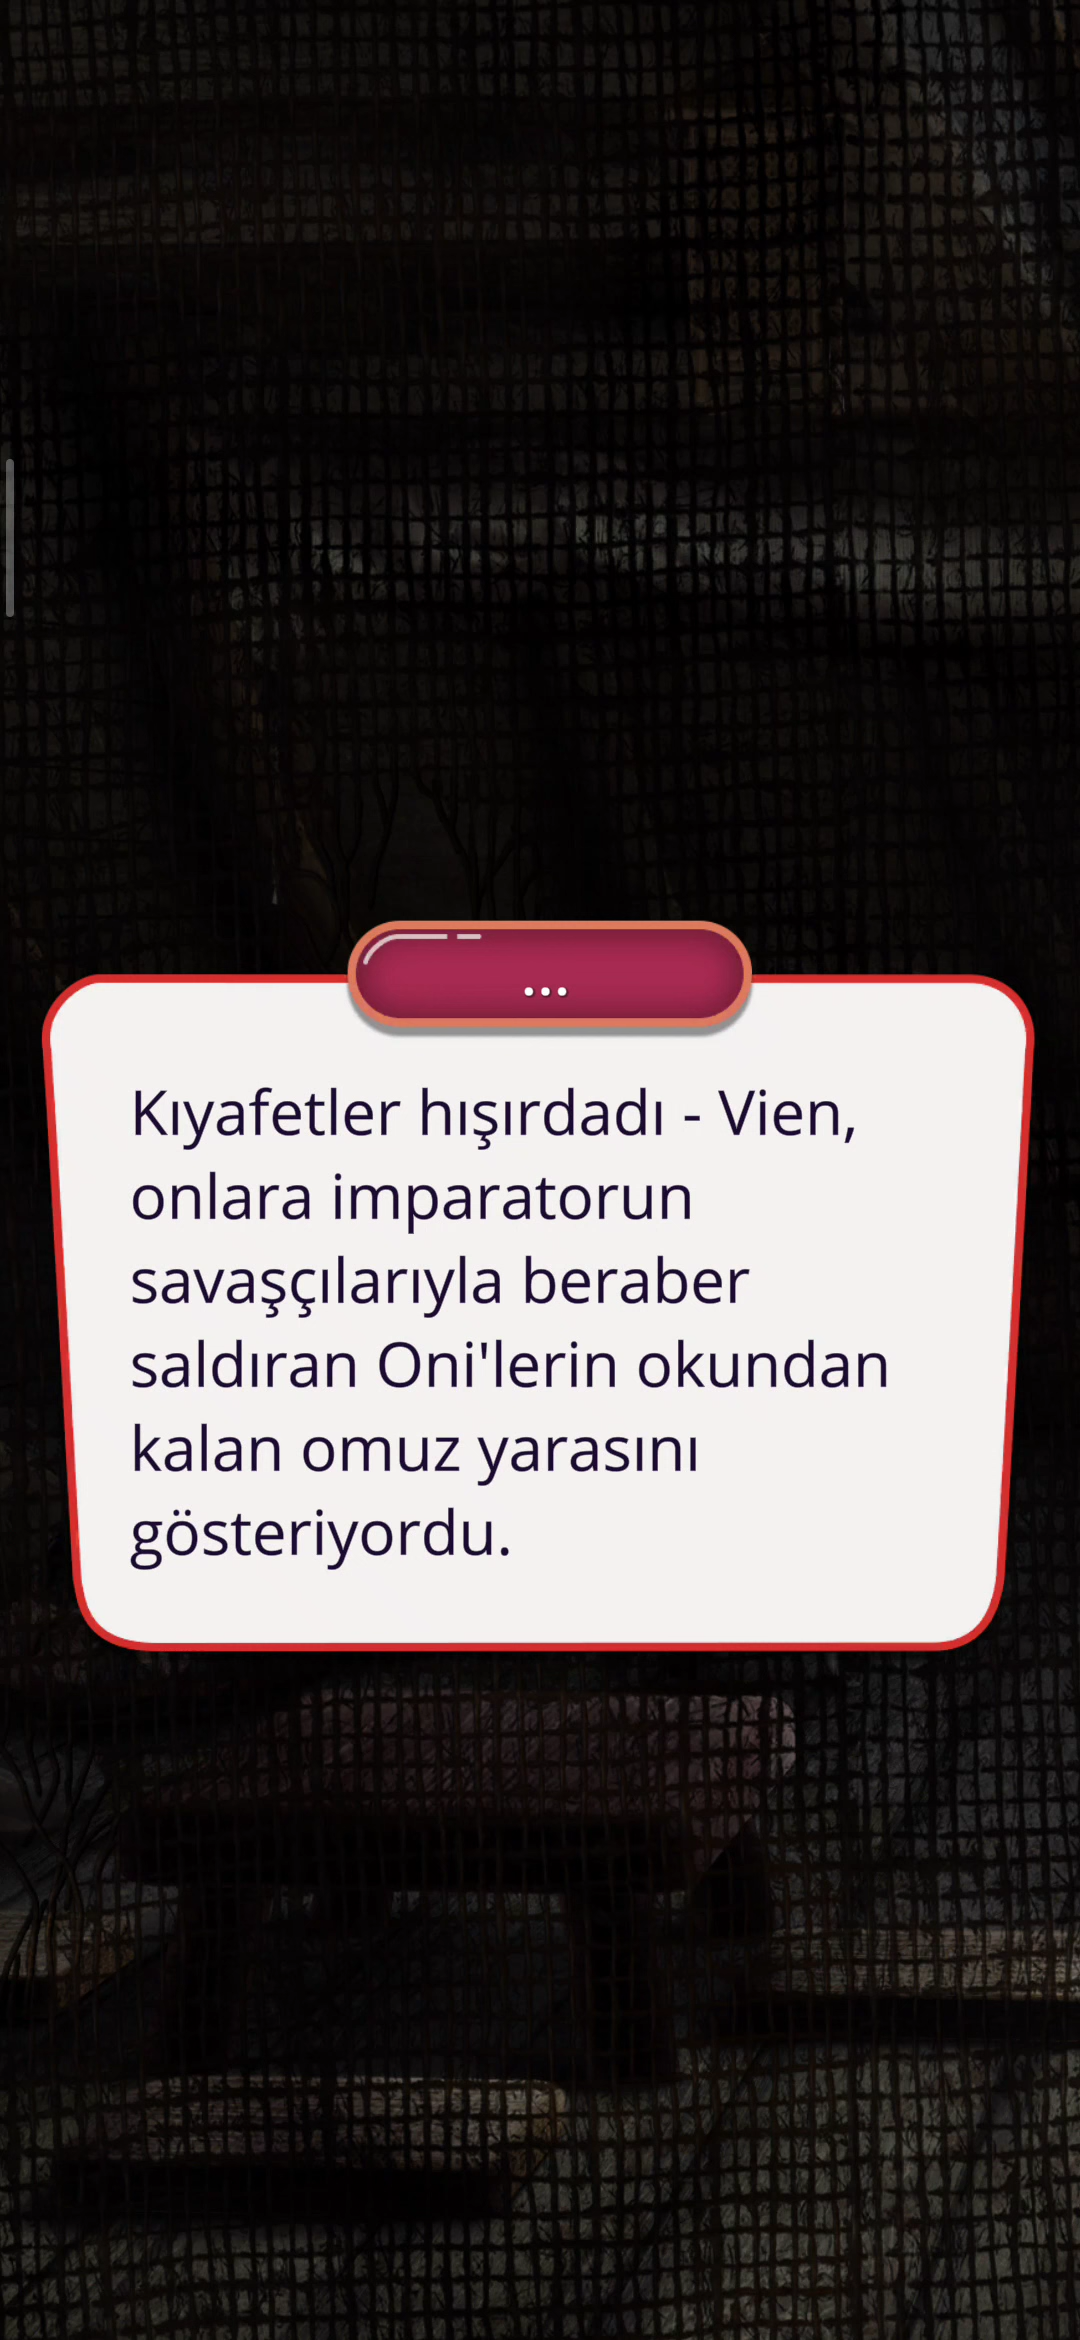 ...
Kıyafetler hışırdadı - Vien,
onlara imparatorun
savaşçılarıyla beraber
saldıran Oni'lerin okundan
kalan omuz yarasını
gösteriyordu.